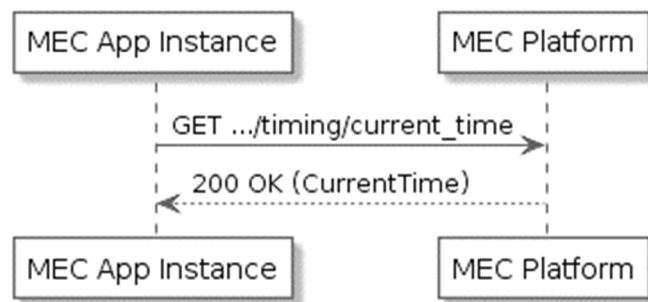 MEC App Instance
MEC Platform
GET .../timing/current_time
200 OK (CurrentTime)
MEC App Instance
MEC Platform